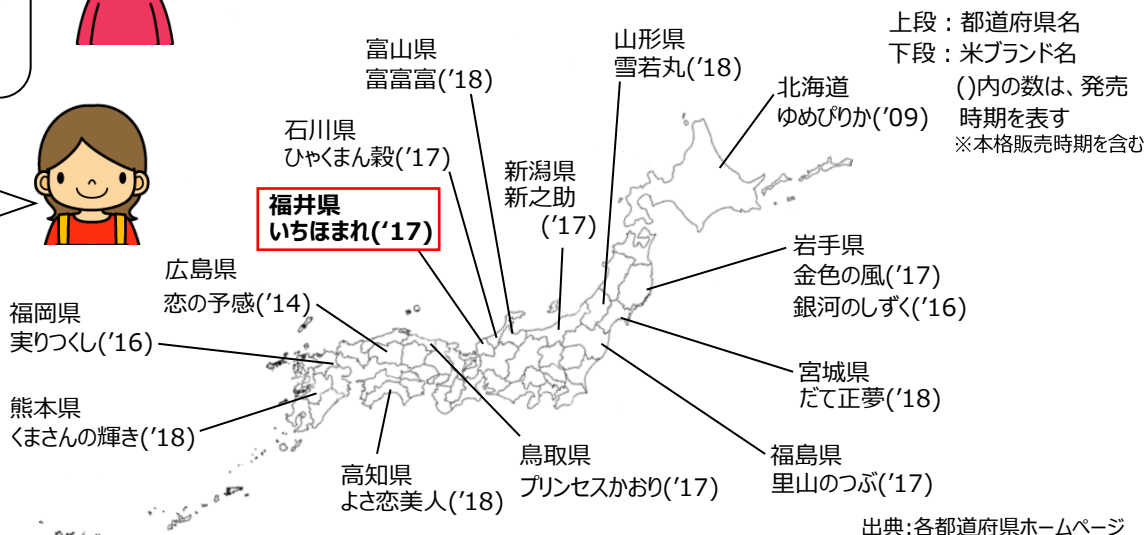 上段：都道府県名
下段：米ブランド名
()内の数は、発売
時期を表す
※本格販売時期を含む
富山県
富富富(’18)
山形県
雪若丸(’18)
北海道
ゆめぴりか(’09)
石川県
ひゃくまん穀(’17)
新潟県
新之助
(’17)
福井県
いちほまれ(‘17)
岩手県
金色の風(’17)
銀河のしずく(’16)
広島県
恋の予感(’14)
福岡県
実りつくし(’16)
宮城県
だて正夢(’18)
熊本県
くまさんの輝き(’18)
高知県
よさ恋美人(’18)
鳥取県
プリンセスかおり(’17)
福島県
里山のつぶ(’17)
出典:各都道府県ホームページ